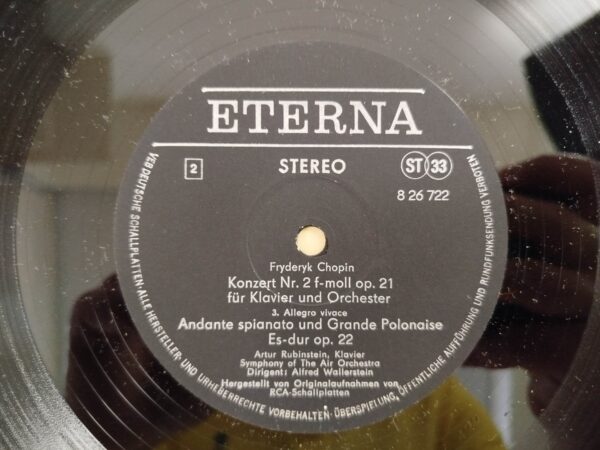 ETERNA
2
STEREO
ST 33
8 26 722
Fryderyk Chopin
Konzert Nr. 2 f-moll op. 21
für Klavier und Orchester
3. Allegro vivace
Andante spianato und Grande Polonaise
Es-dur op. 22
Artur Rubinstein, Klavier
Symphony of The Air Orchestra
Dirigent: Alfred Wallerstein
Hergestellt von Originalaufnahmen von
RCA-Schallplatten
VEB DEUTSCHE SCHALLPLATTEN · ALLE HERSTELLER- UND URHEBERRECHTE VORBEHALTEN · ÜBERSPIELUNG, ÖFFENTLICHE AUFFÜHRUNG UND RUNDFUNKSENDUNG VERBOTEN